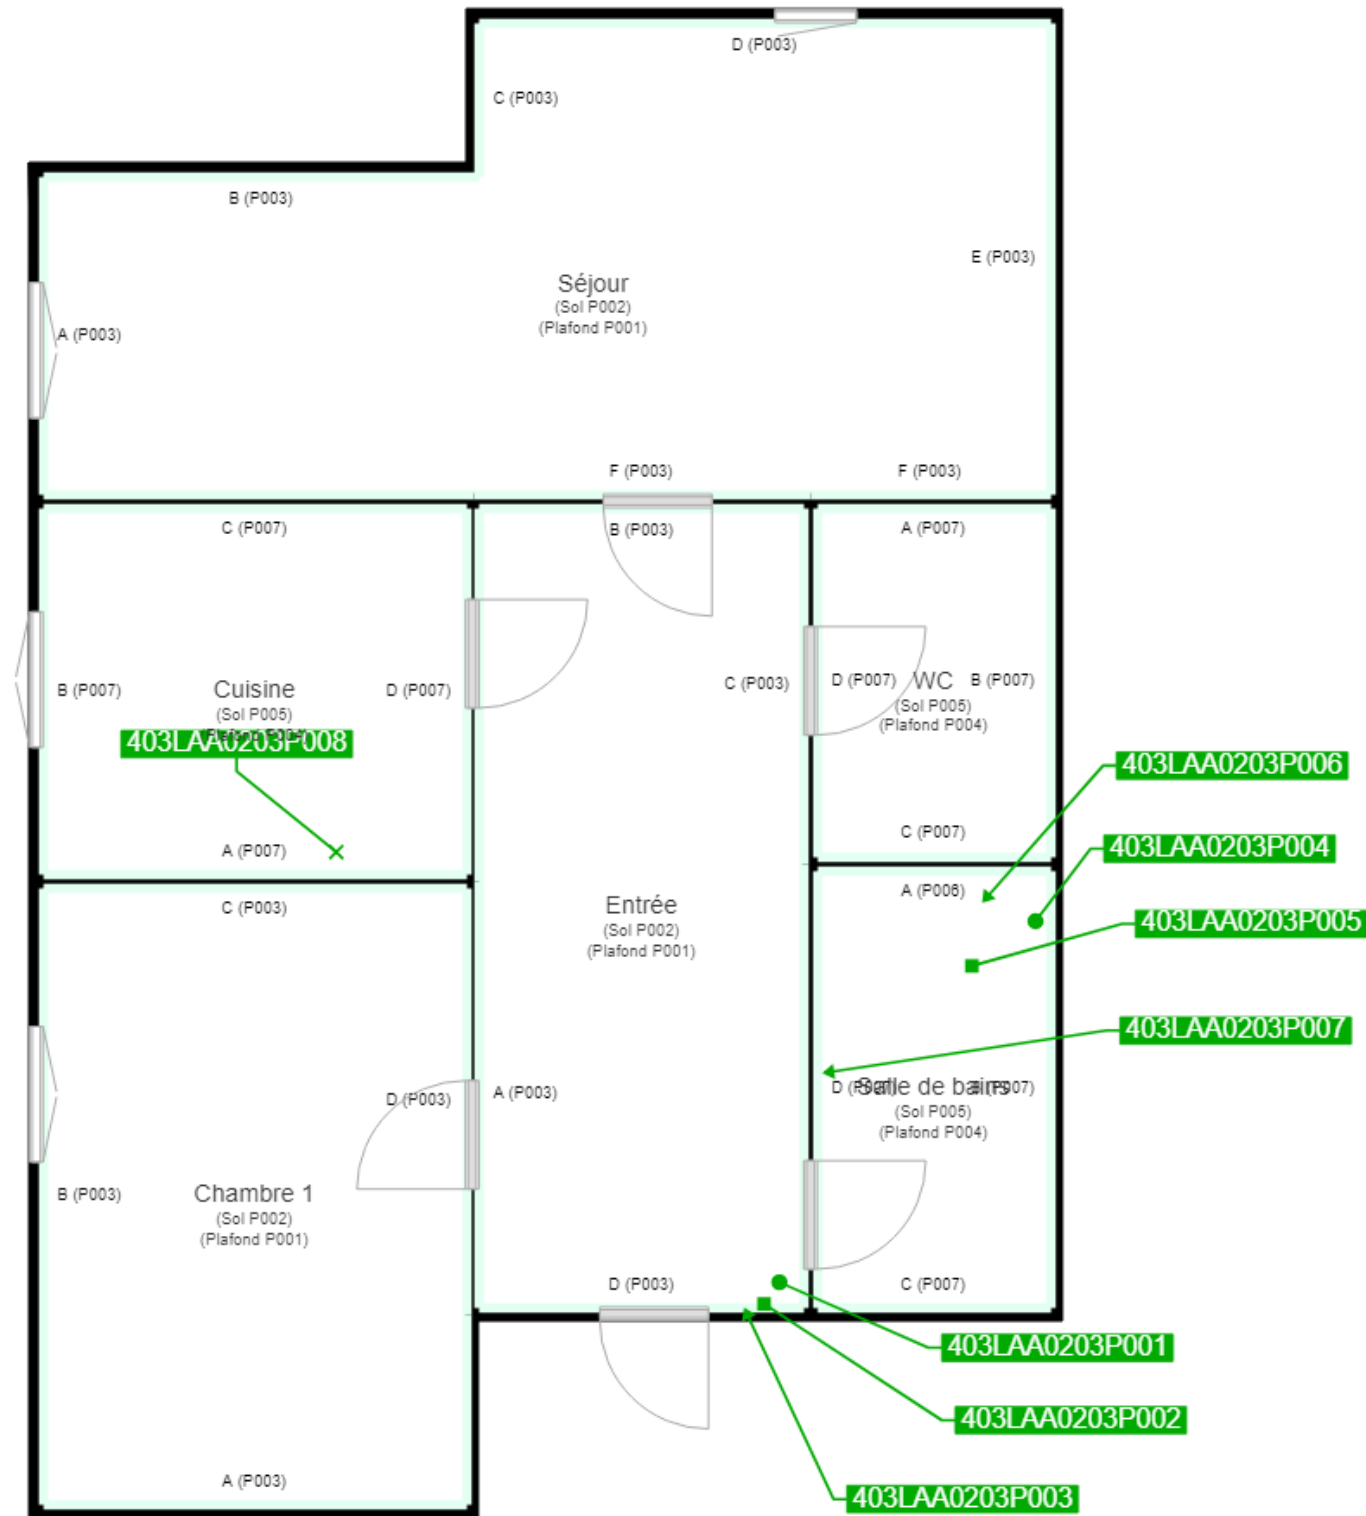 D (P003)
C (P003)
B (P003)
E (P003)
Séjour
(Sol P002)
(Plafond P001)
A (P003)
F (P003)
F (P003)
C (P007)
B (P003)
A (P007)
B (P007)
Cuisine
(Sol P005)
D (P007)
C (P003)
D (P007)
WC
(Sol P005)
(Plafond P004)
B (P007)
403LAA0203P008
403LAA0203P006
A (P007)
C (P007)
403LAA0203P004
A (P006)
C (P003)
Entrée
(Sol P002)
(Plafond P001)
403LAA0203P005
403LAA0203P007
D (P003)
A (P003)
Salle de bains
(Sol P005)
(Plafond P004)
B (P003)
Chambre 1
(Sol P002)
(Plafond P001)
D (P003)
C (P007)
403LAA0203P001
403LAA0203P002
A (P003)
403LAA0203P003